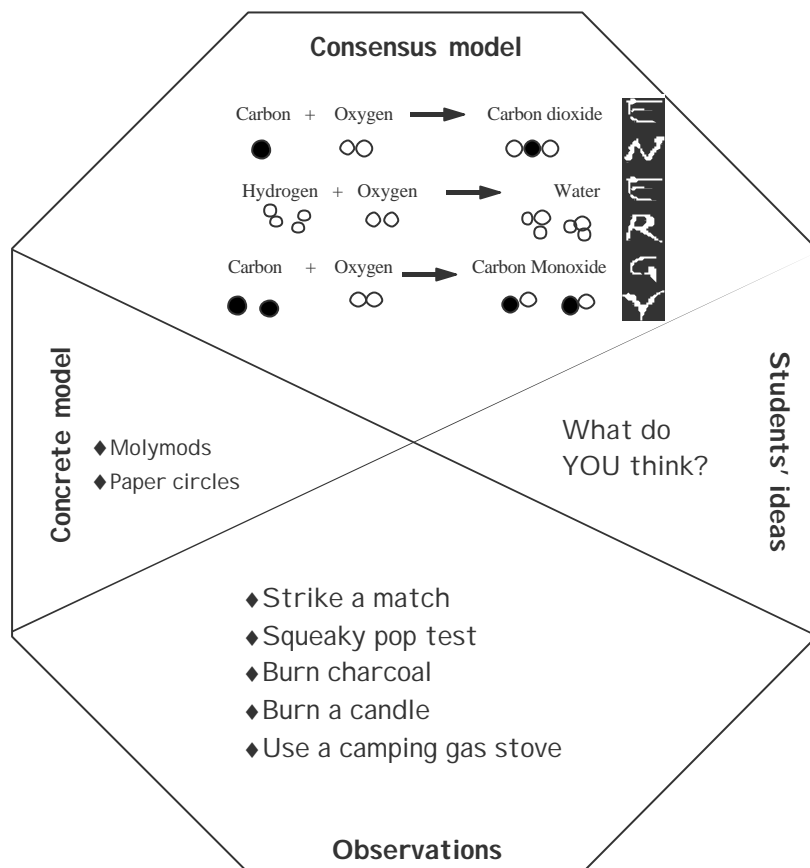 Consensus model
Carbon + Oxygen Carbon dioxide
Hydrogen + Oxygen Water
Carbon + Oxygen Carbon Monoxide
ENERGY
Concrete model
♦Molymods
♦Paper circles
What do
YOU think?
Students' ideas
♦Strike a match
♦Squeaky pop test
♦Burn charcoal
♦Burn a candle
♦Use a camping gas stove
Observations